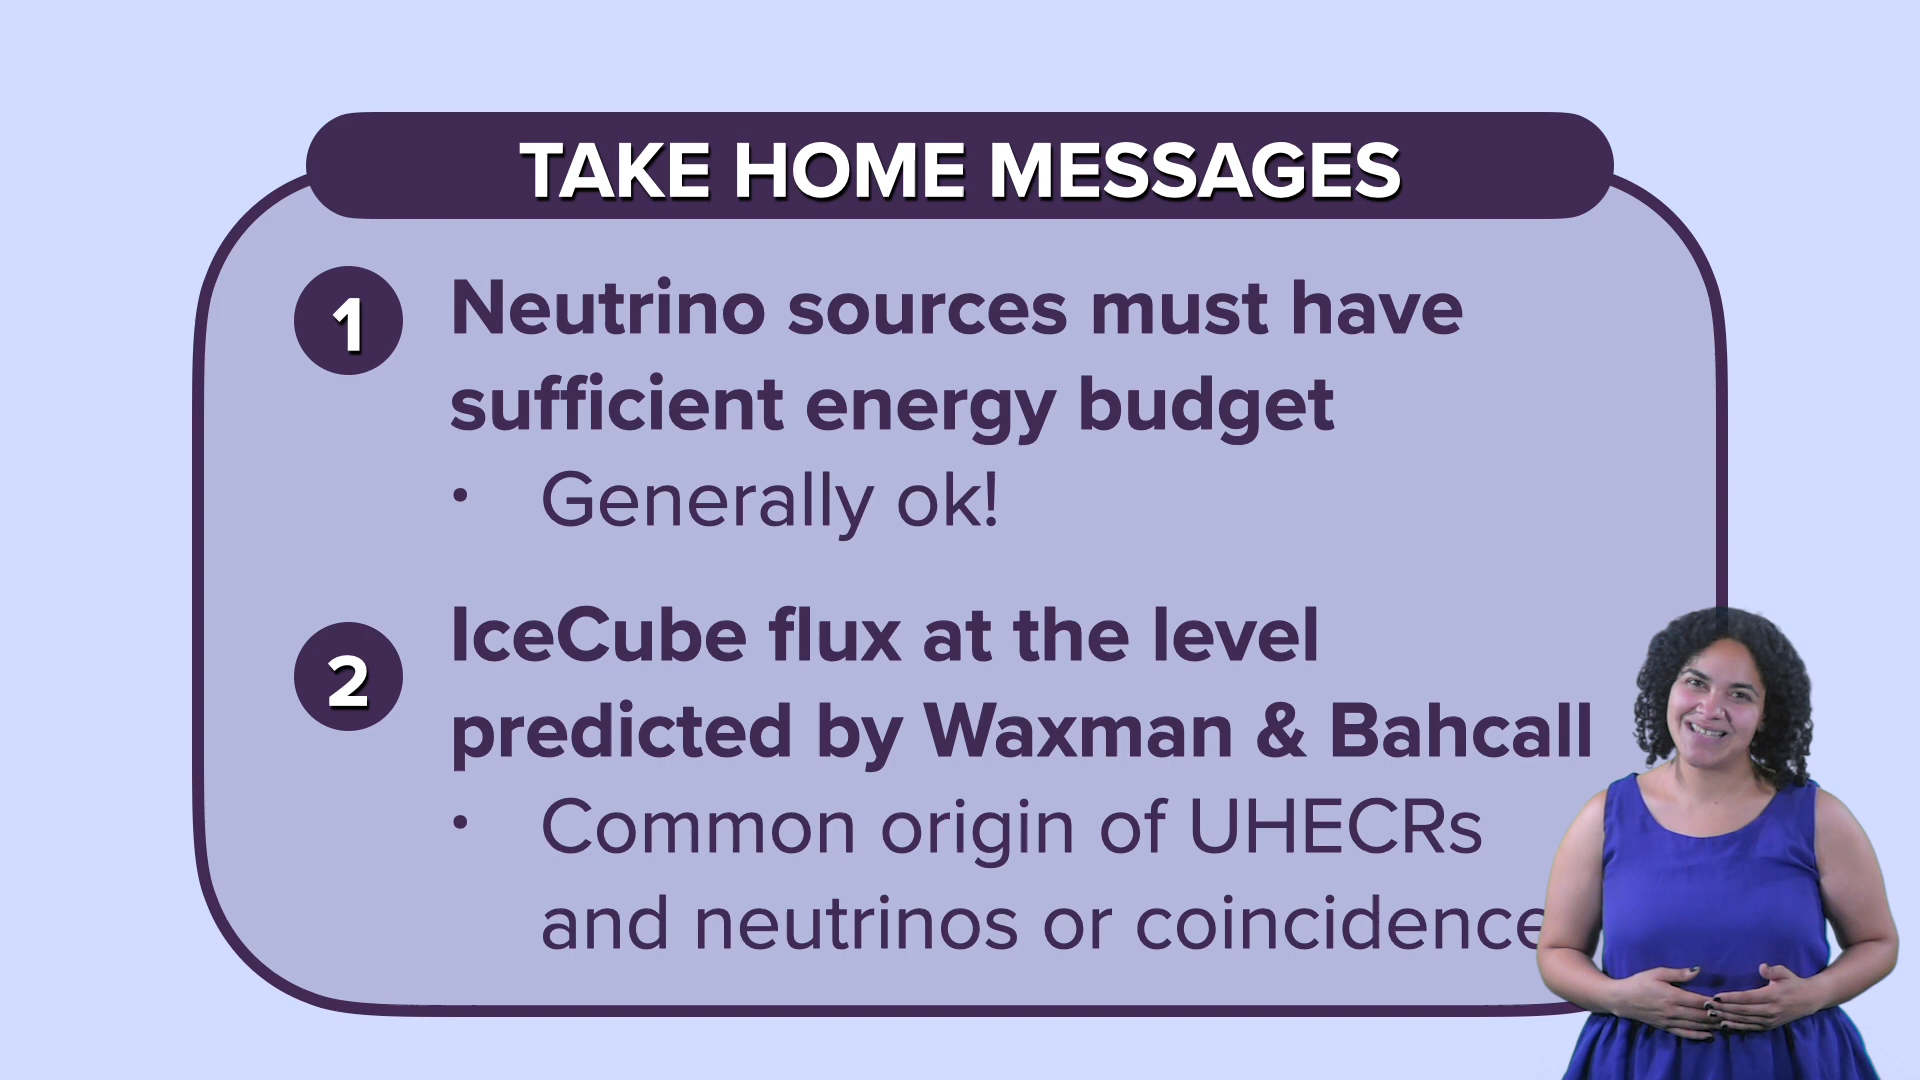 TAKE HOME MESSAGES
1
Neutrino sources must have
sufficient energy budget
• Generally ok!
2
IceCube flux at the level
predicted by Waxman & Bahcall
• Common origin of UHECRs
and neutrinos or coincidence